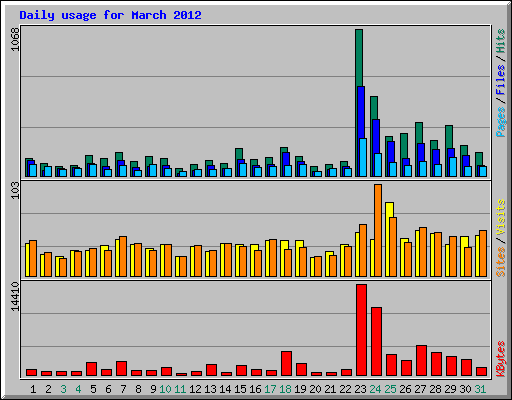 Daily usage for March 2012
1068
Pages / Files / Hits
103
Sites / Visits
14410
KBytes
1 2 3 4 5 6 7 8 9 10 11 12 13 14 15 16 17 18 19 20 21 22 23 24 25 26 27 28 29 30 31